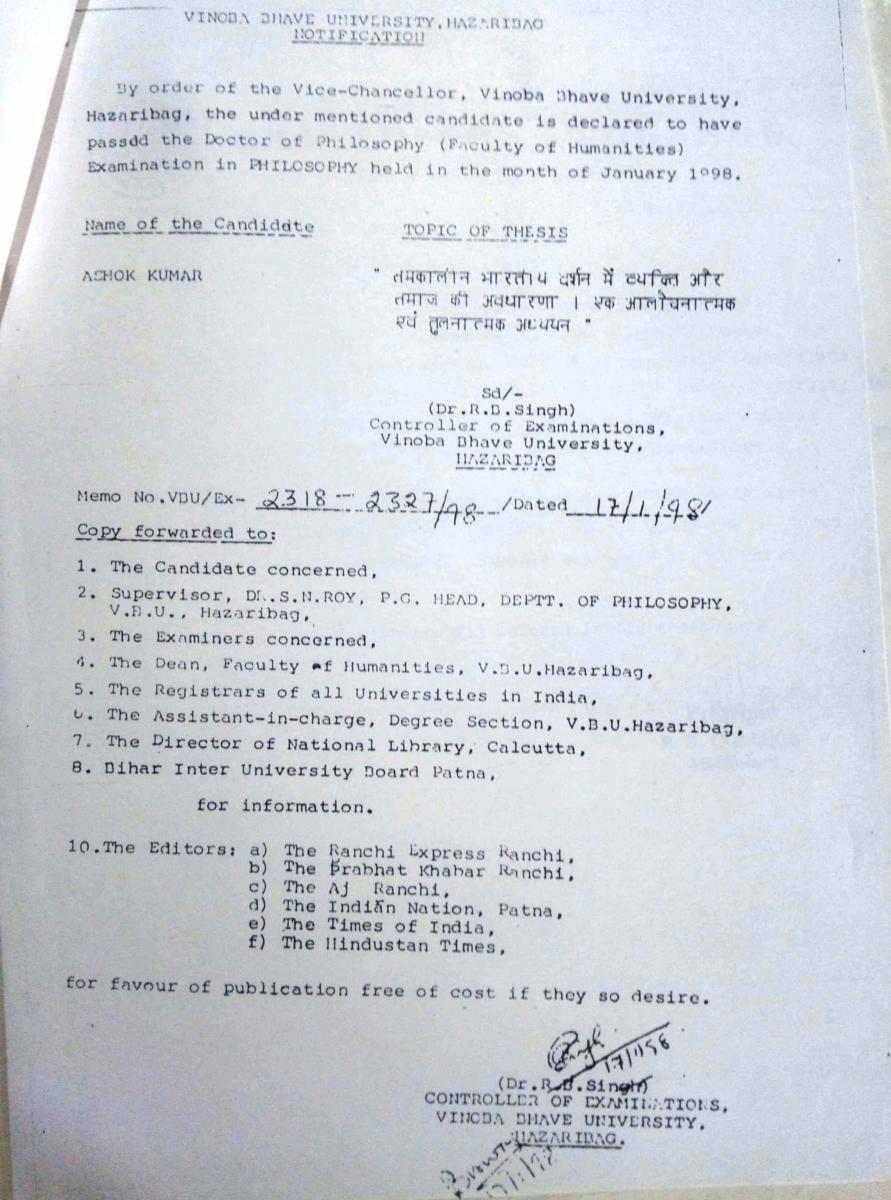 VINOBA BHAVE UNIVERSITY, HAZARIBAG
NOTIFICATION
By order of the Vice-Chancellor, Vinoba Bhave University,
Hazaribag, the under mentioned candidate is declared to have
passdd the Doctor of Philosophy (Faculty of Humanities)
Examination in PHILOSOPHY held in the month of January 1998.
Name of the Candidate TOPIC OF THESIS
ASHOK KUMAR " तमकालीन भारतीय दर्शन में व्यक्ति और
तमाज की अवधारणा । एक आलोचनात्मक
एवं तुलनात्मक अध्ययन "
Sd/-
(Dr.R.B.Singh)
Controller of Examinations,
Vinoba Bhave University,
HAZARIBAG
Memo No.VBU/Ex- 2318 - 2327/98 /Dated 17/1/98/
Copy forwarded to:
1. The Candidate concerned,
2. Supervisor, DR.S.N.ROY, P.G. HEAD, DEPTT. OF PHILOSOPHY,
V.B.U., Hazaribag,
3. The Examiners concerned,
4. The Dean, Faculty of Humanities, V.B.U.Hazaribag,
5. The Registrars of all Universities in India,
6. The Assistant-in-charge, Degree Section, V.B.U.Hazaribag,
7. The Director of National Library, Calcutta,
8. Bihar Inter University Board Patna,
for information.
10.The Editors: a) The Ranchi Express Ranchi,
b) The Prabhat Khabar Ranchi,
c) The Aj Ranchi,
d) The Indian Nation, Patna,
e) The Times of India,
f) The Hindustan Times,
for favour of publication free of cost if they so desire.
17/1/98
(Dr.R.B.Singh)
CONTROLLER OF EXAMINATIONS,
VINOBA BHAVE UNIVERSITY,
HAZARIBAG.